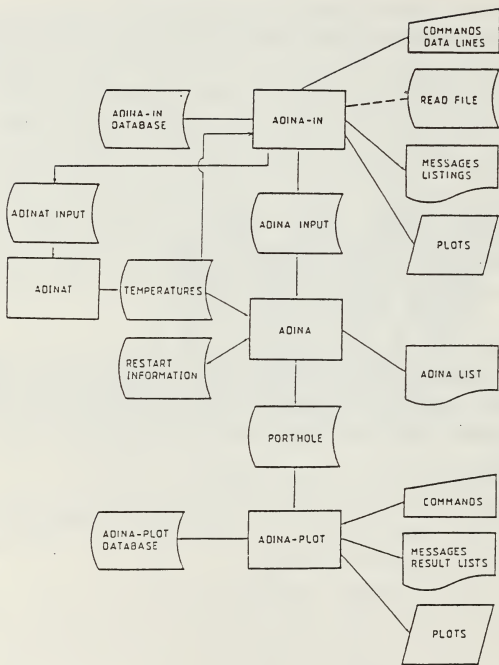 COMMANDS
DATA LINES
ADINA-IN
DATABASE
ADINA-IN
READ FILE
MESSAGES
LISTINGS
ADINAT INPUT
ADINA INPUT
PLOTS
ADINAT
TEMPERATURES
ADINA
RESTART
INFORMATION
ADINA LIST
PORTHOLE
COMMANDS
ADINA-PLOT
DATABASE
ADINA-PLOT
MESSAGES
RESULT LISTS
PLOTS